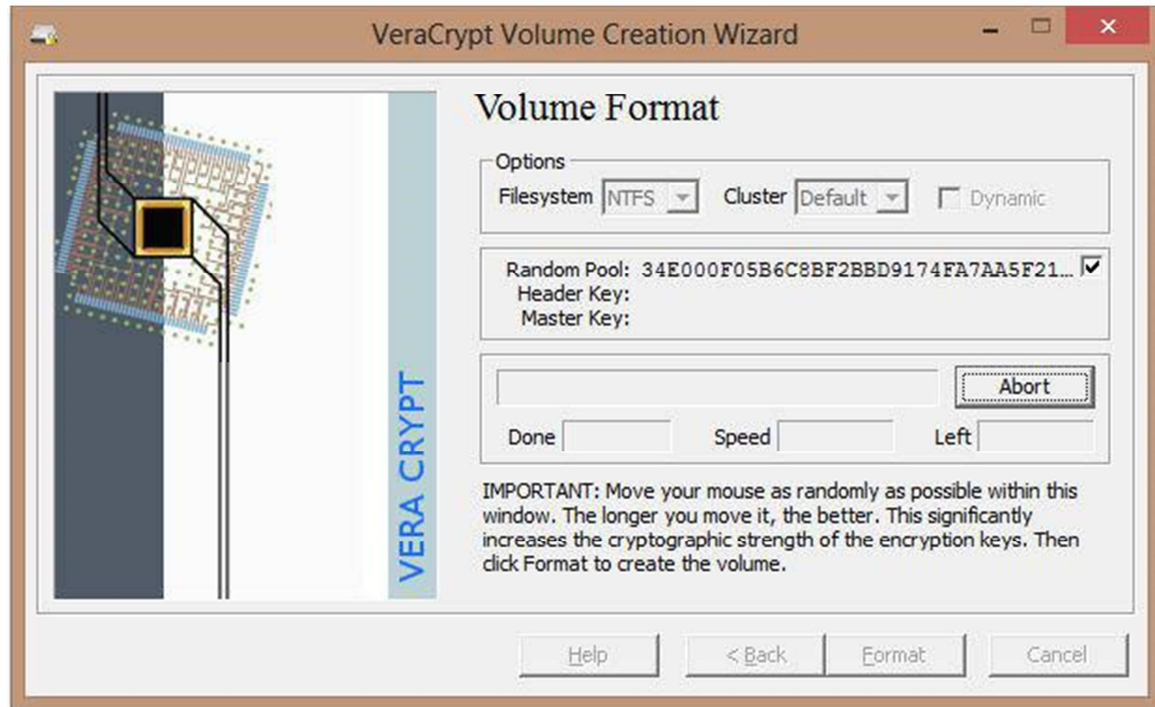 VeraCrypt Volume Creation Wizard
VERA CRYPT
Volume Format
Options
Filesystem NTFS Cluster Default Dynamic
Random Pool: 34E000F05B6C8BF2BBD9174FA7AA5F21...
Header Key:
Master Key:
Abort
Done Speed Left
IMPORTANT: Move your mouse as randomly as possible within this
window. The longer you move it, the better. This significantly
increases the cryptographic strength of the encryption keys. Then
click Format to create the volume.
Help < Back Format Cancel